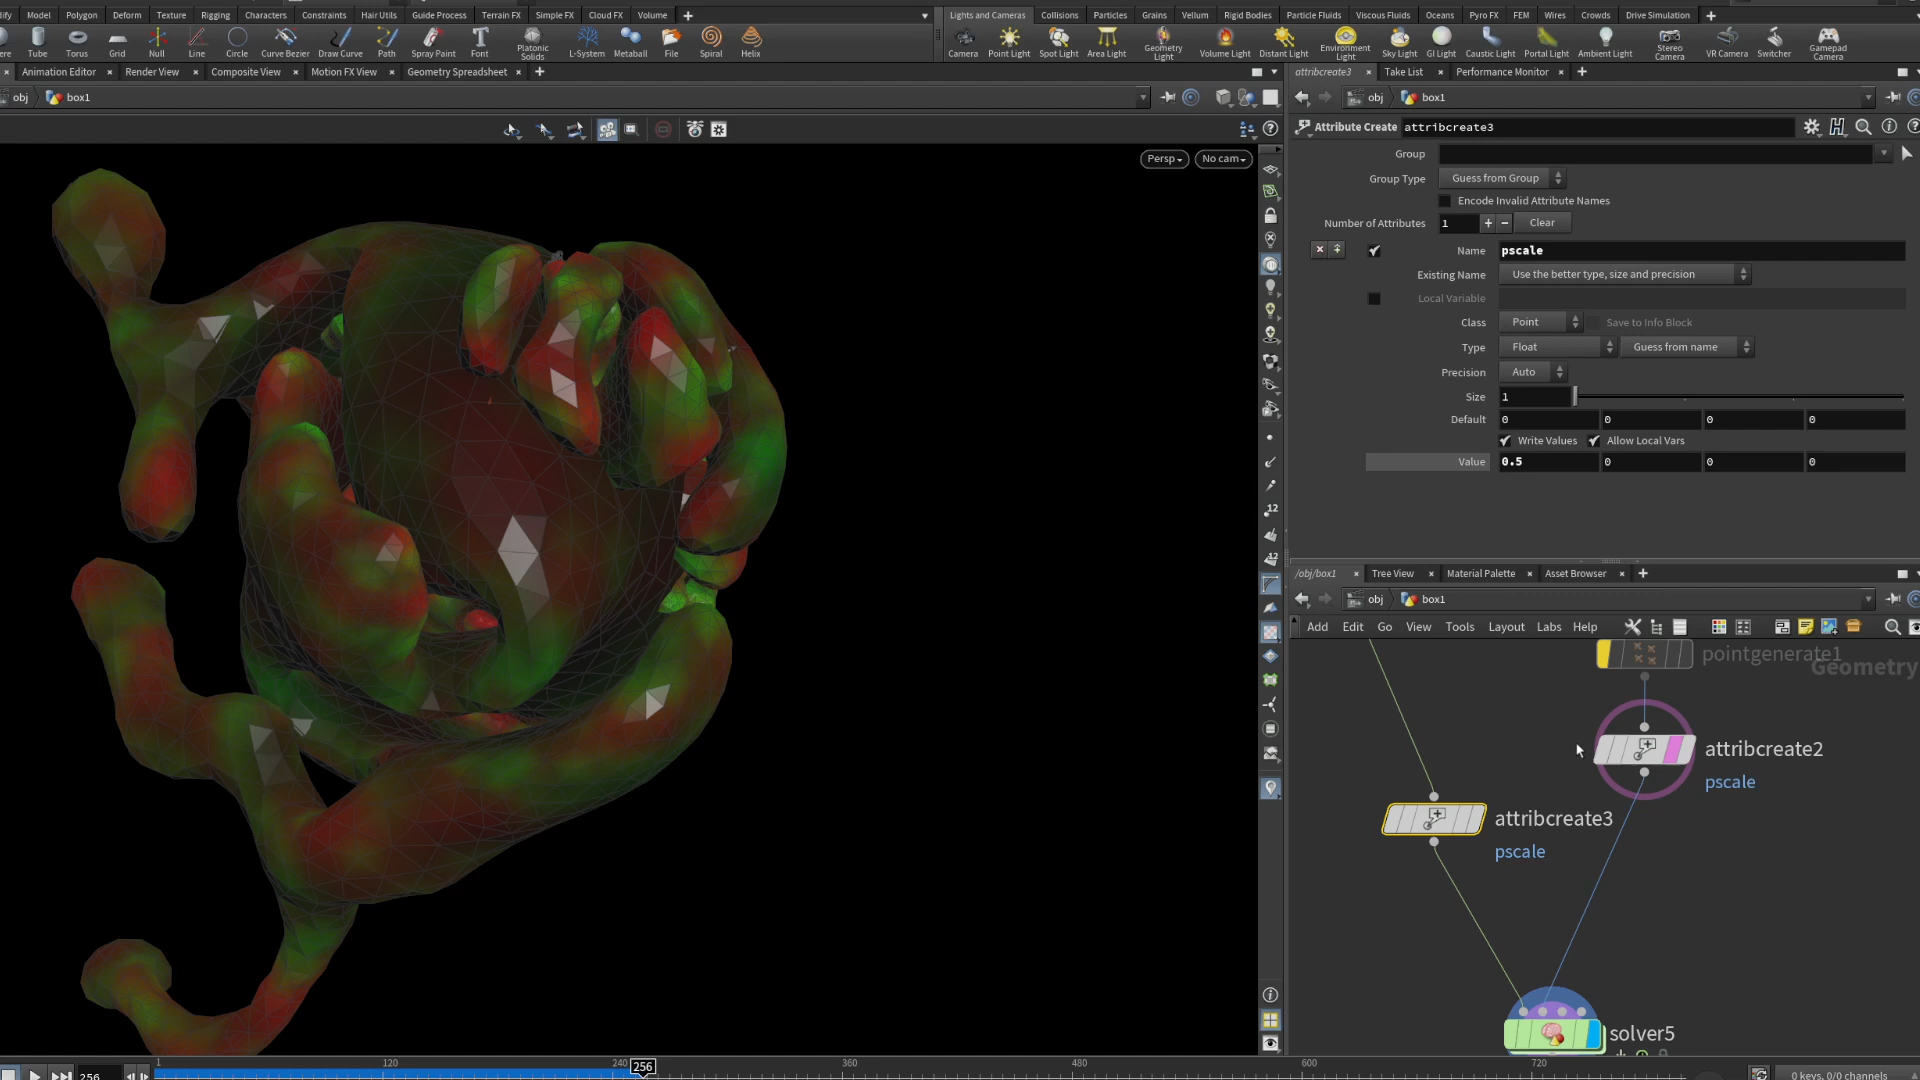 Model Polygon Deform Texture Rigging Characters Constraints Hair Utils Guide Process Terrain FX Simple FX Cloud FX Volume
Lights and Cameras Collisions Particles Grains Vellum Rigid Bodies Particle Fluids Viscous Fluids Oceans Pyro FX FEM Wires Crowds Drive Simulation
Tube Torus Grid Null Line Circle Curve Bezier Draw Curve Path Spray Paint Font Platonic Solids L-System Metaball File Spiral Helix
Camera Point Light Spot Light Area Light Geometry Light Volume Light Distant Light Environment Light Sky Light GI Light Caustic Light Portal Light Ambient Light Stereo Camera VR Camera Switcher Gamepad Camera
Animation Editor Render View Composite View Motion FX View Geometry Spreadsheet
attribcreate3 Take List Performance Monitor
obj box1
obj box1
Attribute Create attribcreate3
Persp No cam
Group
Group Type Guess from Group
Encode Invalid Attribute Names
Number of Attributes 1 Clear
Name pscale
Existing Name Use the better type, size and precision
Local Variable
Class Point Save to Info Block
Type Float Guess from name
Precision Auto
Size 1
Default 0 0 0 0
Write Values Allow Local Vars
Value 0.5 0 0 0
/obj/box1 Tree View Material Palette Asset Browser
obj box1
Add Edit Go View Tools Layout Labs Help
pointgenerate1
Geometry
attribcreate2
pscale
attribcreate3
pscale
solver5
12
12
1 120 240 256 360 480 600 720
256
0 keys, 0/0 channels